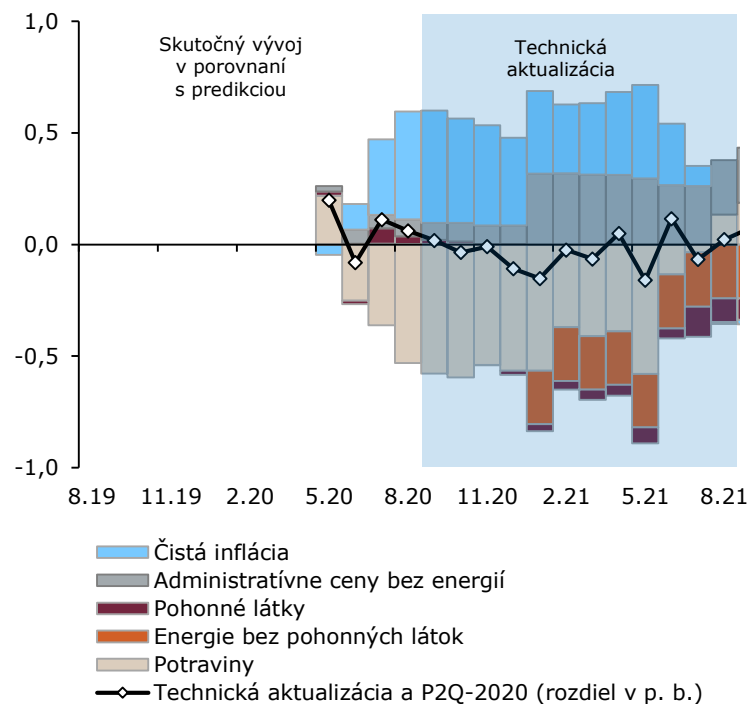 1,0
Skutočný vývoj
v porovnaní
s predikciou
Technická
aktualizácia
0,5
0,0
-0,5
-1,0
8.19 11.19 2.20 5.20 8.20 11.20 2.21 5.21 8.21
Čistá inflácia
Administratívne ceny bez energií
Pohonné látky
Energie bez pohonných látok
Potraviny
Technická aktualizácia a P2Q-2020 (rozdiel v p. b.)